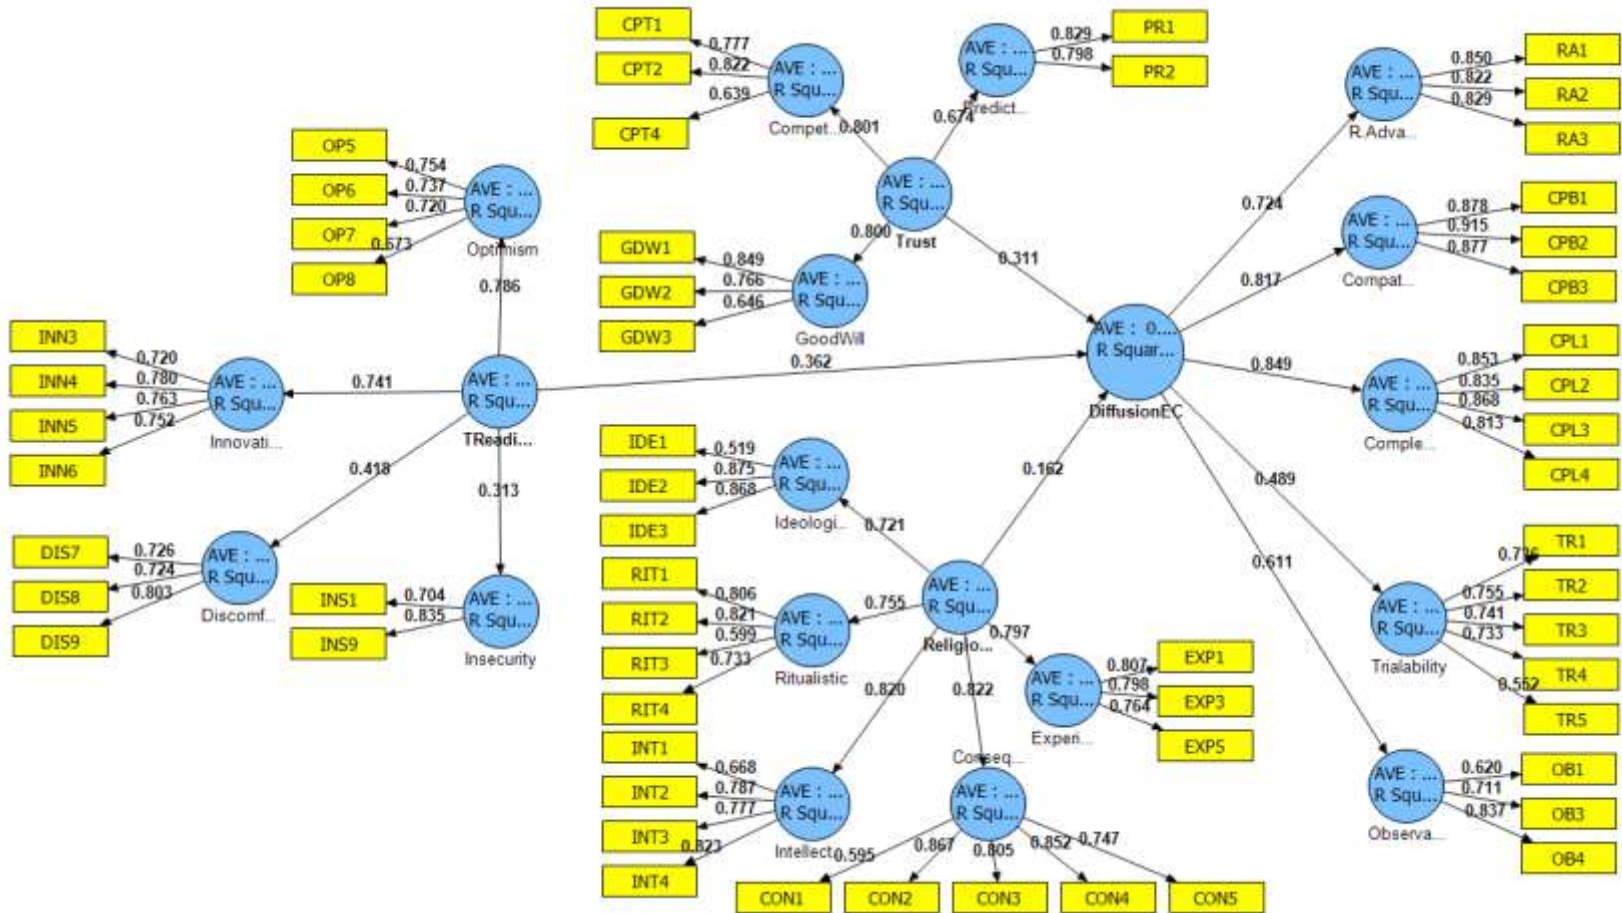 CPT1
CPT2
CPT4
0.777
0.822
0.639
AVE : ...
R Squ...
Compet...
0.801
AVE : ...
R Squ...
Predict...
0.674
0.829
0.798
PR1
PR2
AVE : ...
R Squ...
Trust
0.800
0.311
GDW1
GDW2
GDW3
0.849
0.766
0.646
AVE : ...
R Squ...
GoodWill
OP5
OP6
OP7
OP8
0.754
0.737
0.720
0.673
AVE : ...
R Squ...
Optimism
0.786
INN3
INN4
INN5
INN6
0.720
0.780
0.763
0.752
AVE : ...
R Squ...
Innovati...
0.741
AVE : ...
R Squ...
TReadi...
0.362
0.418
0.313
DIS7
DIS8
DIS9
0.726
0.724
0.803
AVE : ...
R Squ...
Discomf...
INS1
INS9
0.704
0.835
AVE : ...
R Squ...
Insecurity
AVE : 0....
R Squar...
DiffusionEC
0.724
0.817
0.849
0.489
0.611
0.162
AVE : ...
R Squ...
R.Adva...
0.850
0.822
0.829
RA1
RA2
RA3
AVE : ...
R Squ...
Compat...
0.878
0.915
0.877
CPB1
CPB2
CPB3
AVE : ...
R Squ...
Comple...
0.853
0.835
0.868
0.813
CPL1
CPL2
CPL3
CPL4
AVE : ...
R Squ...
Trialability
0.755
0.741
0.733
0.552
TR1
TR2
TR3
TR4
TR5
AVE : ...
R Squ...
Observa...
0.620
0.711
0.837
OB1
OB3
OB4
IDE1
IDE2
IDE3
0.519
0.875
0.868
AVE : ...
R Squ...
Ideologi...
0.721
RIT1
RIT2
RIT3
RIT4
0.806
0.821
0.599
0.733
AVE : ...
R Squ...
Ritualistic
0.755
AVE : ...
R Squ...
Religio...
0.797
0.820
0.822
AVE : ...
R Squ...
Experi...
0.807
0.798
0.764
EXP1
EXP3
EXP5
INT1
INT2
INT3
INT4
0.668
0.787
0.777
0.823
AVE : ...
R Squ...
Intellect...
Conseq...
AVE : ...
R Squ...
0.595
0.867
0.805
0.852
0.747
CON1
CON2
CON3
CON4
CON5